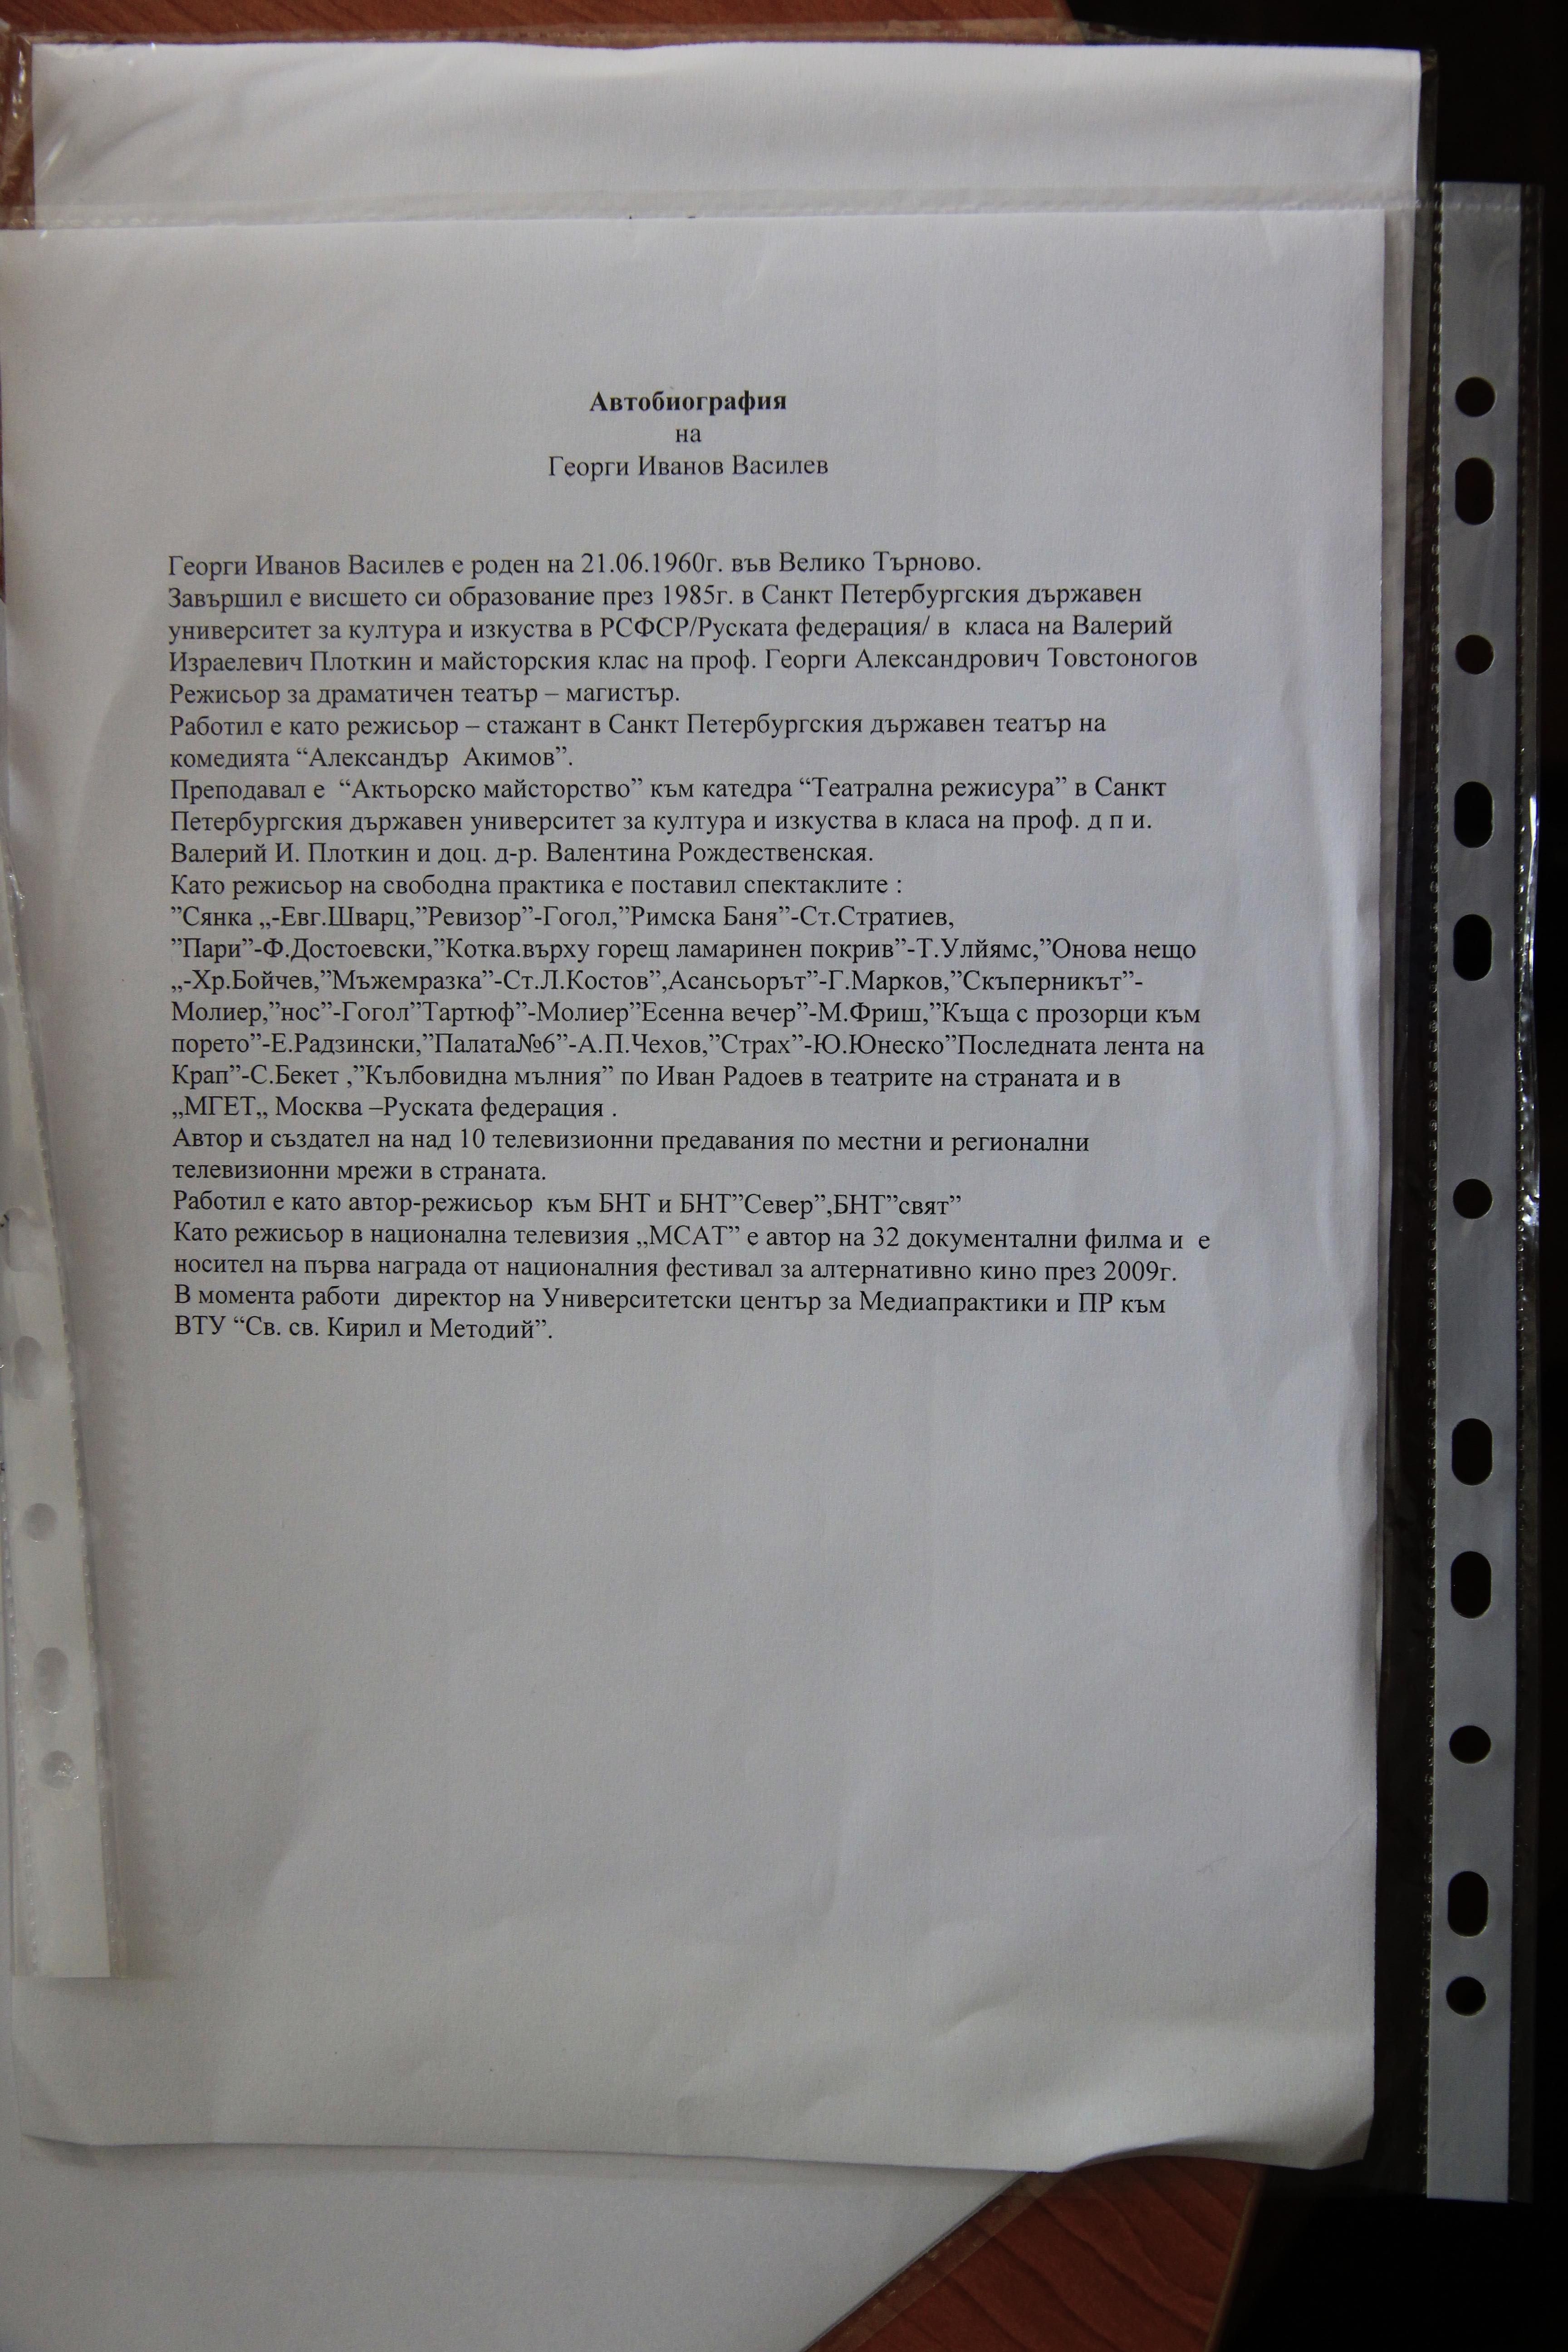 Автобиография
на
Георги Иванов Василев
Георги Иванов Василев е роден на 21.06.1960г. във Велико Търново.
Завършил е висшето си образование през 1985г. в Санкт Петербургския държавен
университет за култура и изкуства в РСФСР/Руската федерация/ в  класа на Валерий
Израелевич Плоткин и майсторския клас на проф. Георги Александрович Товстоногов
Режисьор за драматичен театър – магистър.
Работил е като режисьор – стажант в Санкт Петербургския държавен театър на
комедията “Александър  Акимов”.
Преподавал е  “Актьорско майсторство” към катедра “Театрална режисура” в Санкт
Петербургския държавен университет за култура и изкуства в класа на проф. д п и.
Валерий И. Плоткин и доц. д-р. Валентина Рождественская.
Като режисьор на свободна практика е поставил спектаклите :
”Сянка „-Евг.Шварц,”Ревизор”-Гогол,”Римска Баня”-Ст.Стратиев,
”Пари”-Ф.Достоевски,”Котка.върху горещ ламаринен покрив”-Т.Улйямс,”Онова нещо
„-Хр.Бойчев,”Мъжемразка”-Ст.Л.Костов”,Асансьорът”-Г.Марков,”Скъперникът”-
Молиер,”нос”-Гогол”Тартюф”-Молиер”Есенна вечер”-М.Фриш,”Къща с прозорци към
порето”-Е.Радзински,”Палата№6”-А.П.Чехов,”Страх”-Ю.Юнеско”Последната лента на
Крап”-С.Бекет ,”Кълбовидна мълния” по Иван Радоев в театрите на страната и в
„МГЕТ„ Москва –Руската федерация .
Автор и създател на над 10 телевизионни предавания по местни и регионални
телевизионни мрежи в страната.
Работил е като автор-режисьор  към БНТ и БНТ”Север”,БНТ”свят”
Като режисьор в национална телевизия „МСАТ” е автор на 32 документални филма и  е
носител на първа награда от националния фестивал за алтернативно кино през 2009г.
В момента работи  директор на Университетски център за Медиапрактики и ПР към
ВТУ “Св. св. Кирил и Методий”.